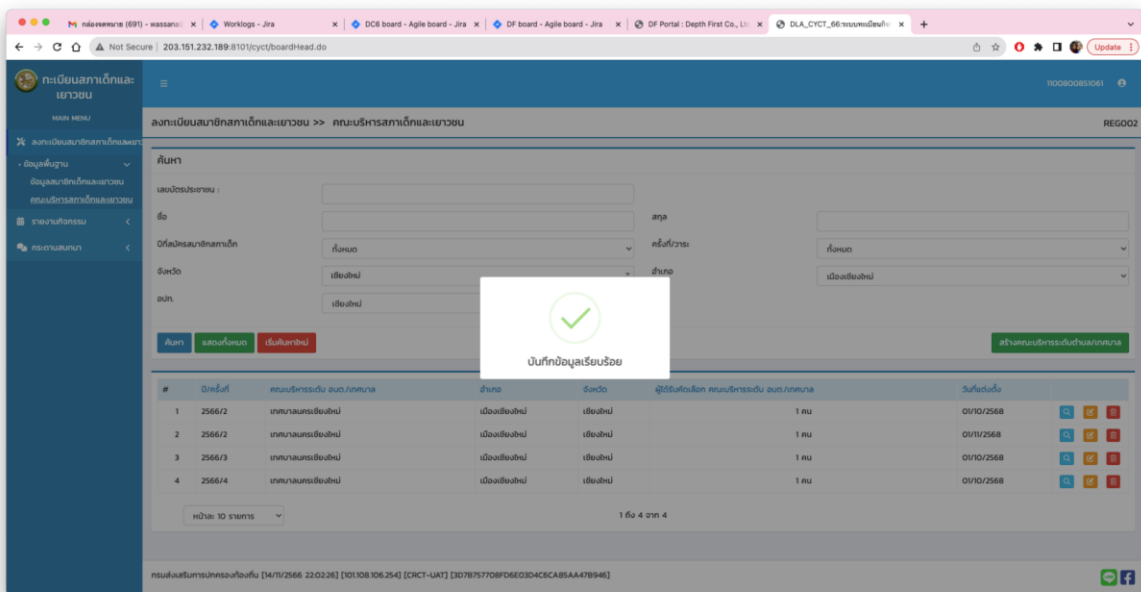 กล่องจดหมาย (691) - wassana
Worklogs - Jira
DC6 board - Agile board - Jira
DF board - Agile board - Jira
DF Portal : Depth First Co., Lt
DLA_CYCT_66:ระบบทะเบียนกิ
Not Secure | 203.151.232.189:8101/cyct/boardHead.do
Update
ทะเบียนสภาเด็กและ
เยาวชน
1100800851061
MAIN MENU
ลงทะเบียนสมาชิกสภาเด็กและเยาวชน >> คณะบริหารสภาเด็กและเยาวชน
REG002
ลงทะเบียนสมาชิกสภาเด็กและเยาว
- ข้อมูลพื้นฐาน
ข้อมูลสมาชิกเด็กและเยาวชน
คณะบริหารสภาเด็กและเยาวชน
รายงานกิจกรรม
กระดานสนทนา
ค้นหา
เลขบัตรประชาชน :
ชื่อ
สกุล
ปีที่สมัครสมาชิกสภาเด็ก
ทั้งหมด
ครั้งที่/วาระ
ทั้งหมด
จังหวัด
เชียงใหม่
อำเภอ
เมืองเชียงใหม่
อปท.
เชียงใหม่
บันทึกข้อมูลเรียบร้อย
ค้นหา
แสดงทั้งหมด
เริ่มค้นหาใหม่
สร้างคณะบริหารระดับตำบล/เทศบาล
# ปี/ครั้งที่ คณะบริหารระดับ อบต./เทศบาล อำเภอ จังหวัด ผู้ได้รับคัดเลือก คณะบริหารระดับ อบต./เทศบาล วันที่แต่งตั้ง
1 2566/2 เทศบาลนครเชียงใหม่ เมืองเชียงใหม่ เชียงใหม่ 1 คน 01/10/2568
2 2566/2 เทศบาลนครเชียงใหม่ เมืองเชียงใหม่ เชียงใหม่ 1 คน 01/11/2568
3 2566/3 เทศบาลนครเชียงใหม่ เมืองเชียงใหม่ เชียงใหม่ 1 คน 01/10/2568
4 2566/4 เทศบาลนครเชียงใหม่ เมืองเชียงใหม่ เชียงใหม่ 1 คน 01/10/2568
หน้าละ 10 รายการ
1 ถึง 4 จาก 4
กรมส่งเสริมการปกครองท้องถิ่น [14/11/2566 22:02:26] [101.108.106.254] [CRCT-UAT] [3D7B757708FD6E03D4C6CA85AA47B946]